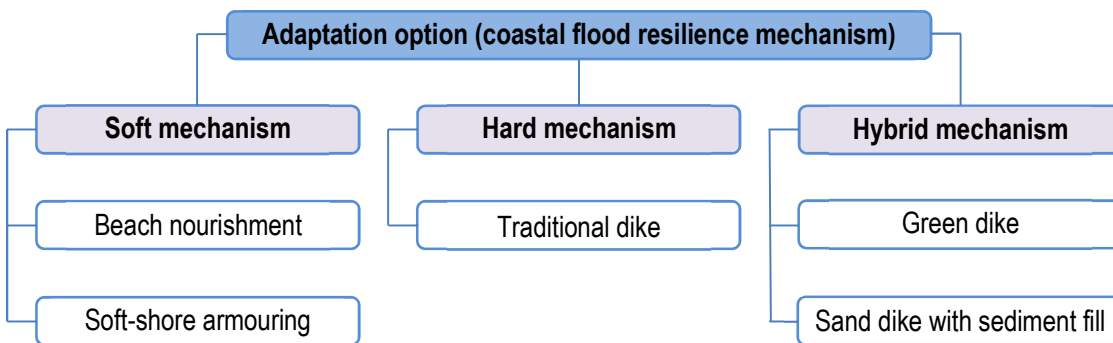 Adaptation option (coastal flood resilience mechanism)
Soft mechanism
Beach nourishment
Soft-shore armouring
Hard mechanism
Traditional dike
Hybrid mechanism
Green dike
Sand dike with sediment fill